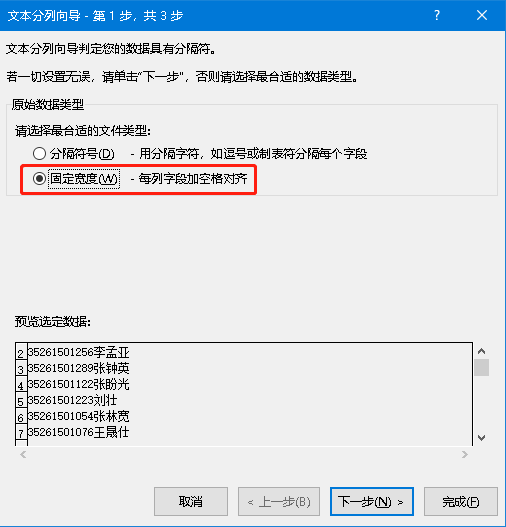 文本分列向导 - 第 1 步，共 3 步
?
文本分列向导判定您的数据具有分隔符。
若一切设置无误，请单击“下一步”，否则请选择最合适的数据类型。
原始数据类型
请选择最合适的文件类型:
分隔符号(D) - 用分隔字符，如逗号或制表符分隔每个字段
固定宽度(W) - 每列字段加空格对齐
预览选定数据:
2 35261501256李孟亚
3 35261501289张钟英
4 35261501122张盼光
5 35261501223刘壮
6 35261501054张林宽
7 35261501076王晟仕
取消 < 上一步(B) 下一步(N) > 完成(F)